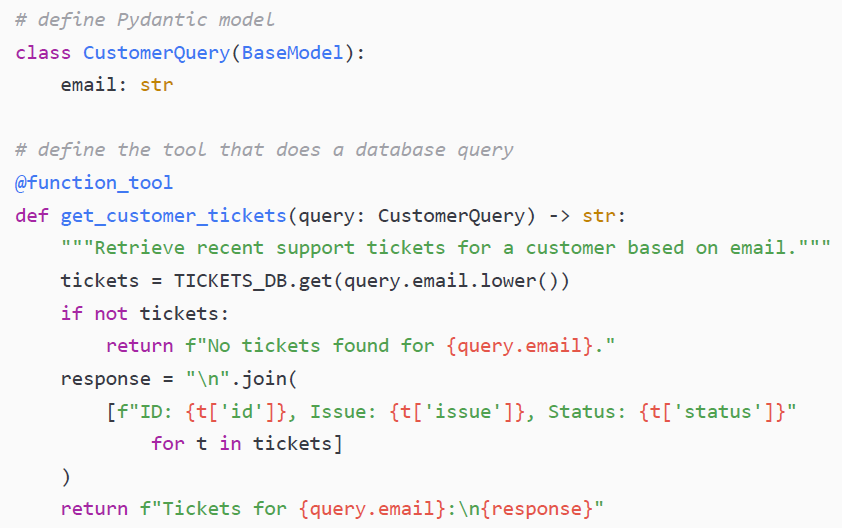 # define Pydantic model
class CustomerQuery(BaseModel):
    email: str

# define the tool that does a database query
@function_tool
def get_customer_tickets(query: CustomerQuery) -> str:
    """Retrieve recent support tickets for a customer based on email."""
    tickets = TICKETS_DB.get(query.email.lower())
    if not tickets:
        return f"No tickets found for {query.email}."
    response = "\n".join(
        [f"ID: {t['id']}, Issue: {t['issue']}, Status: {t['status']}"
            for t in tickets]
    )
    return f"Tickets for {query.email}:\n{response}"